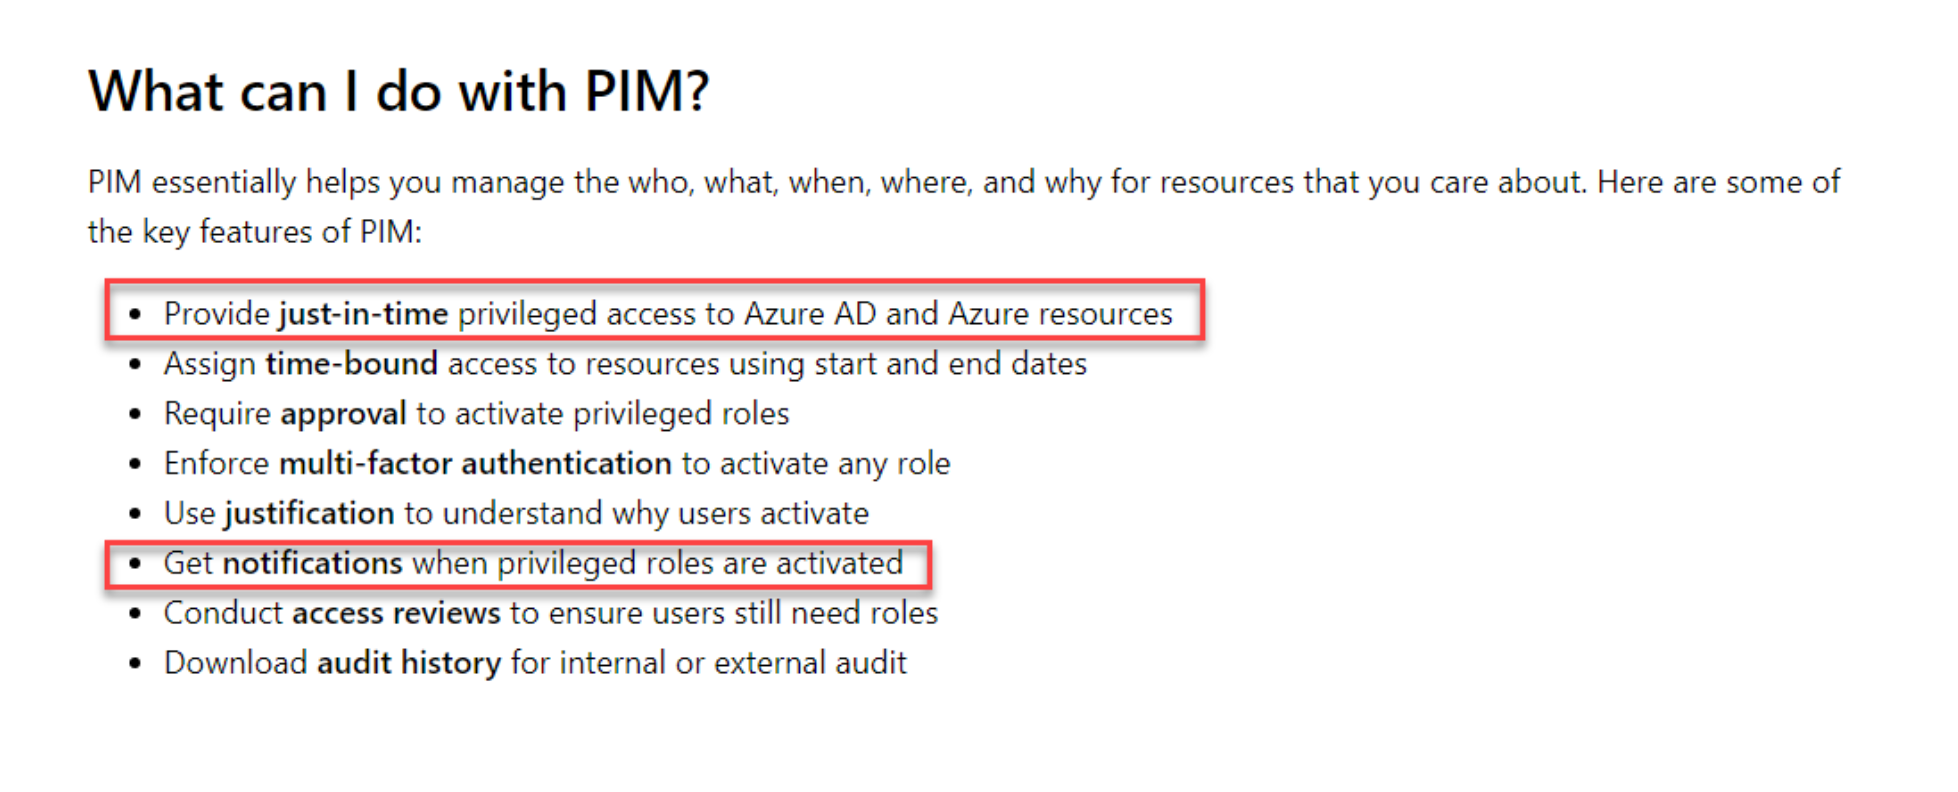 What can I do with PIM?
PIM essentially helps you manage the who, what, when, where, and why for resources that you care about. Here are some of
the key features of PIM:
• Provide just-in-time privileged access to Azure AD and Azure resources
• Assign time-bound access to resources using start and end dates
• Require approval to activate privileged roles
• Enforce multi-factor authentication to activate any role
• Use justification to understand why users activate
• Get notifications when privileged roles are activated
• Conduct access reviews to ensure users still need roles
• Download audit history for internal or external audit